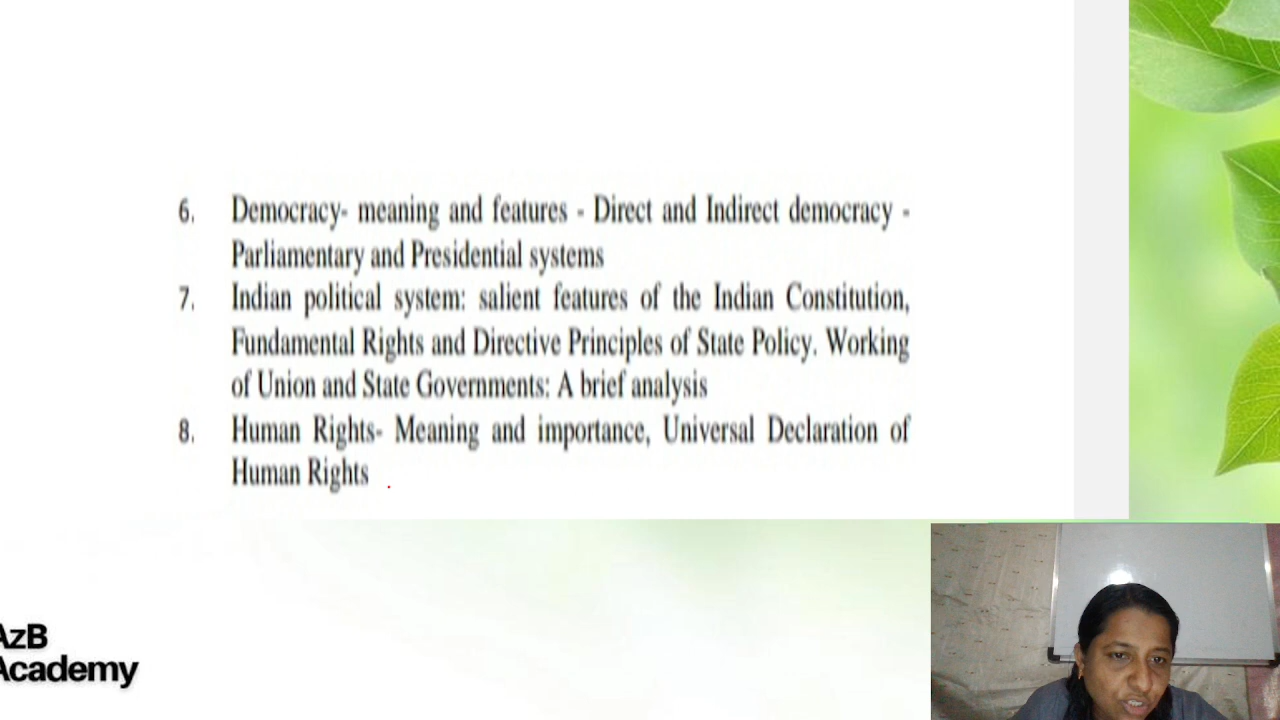 6. Democracy- meaning and features - Direct and Indirect democracy -
Parliamentary and Presidential systems
7. Indian political system: salient features of the Indian Constitution,
Fundamental Rights and Directive Principles of State Policy. Working
of Union and State Governments: A brief analysis
8. Human Rights- Meaning and importance, Universal Declaration of
Human Rights
AzB
Academy